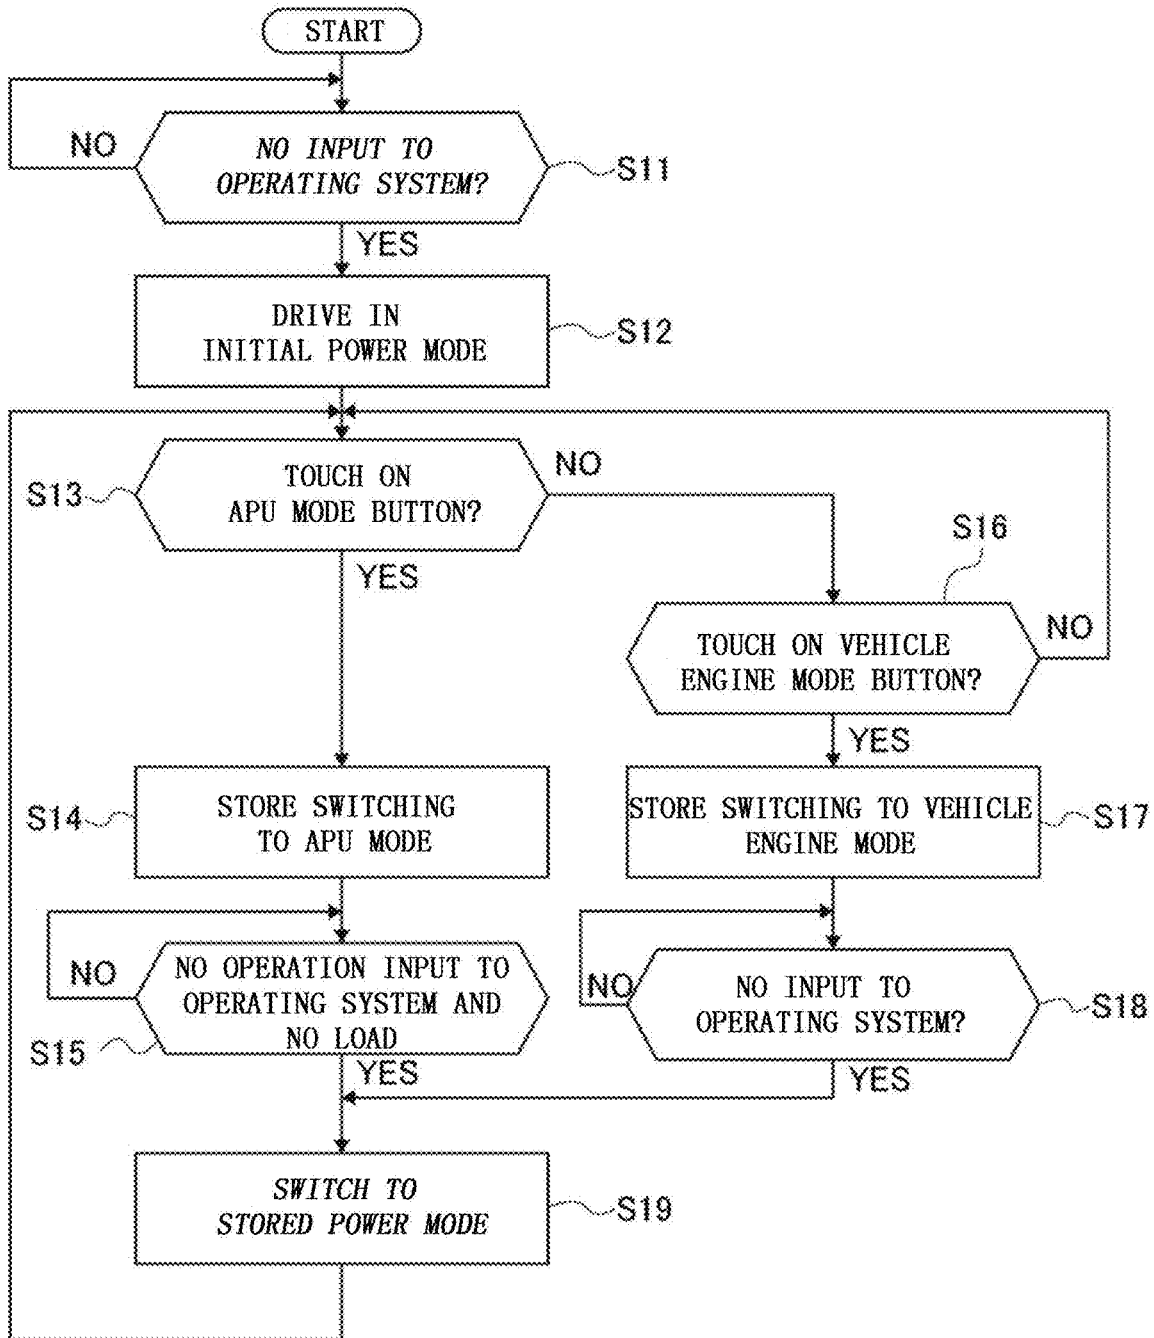 START
NO
NO INPUT TO
OPERATING SYSTEM?
S11
YES
DRIVE IN
INITIAL POWER MODE
S12
S13
TOUCH ON
APU MODE BUTTON?
NO
YES
S16
TOUCH ON VEHICLE
ENGINE MODE BUTTON?
NO
YES
S14
STORE SWITCHING
TO APU MODE
STORE SWITCHING TO VEHICLE
ENGINE MODE
S17
NO
NO OPERATION INPUT TO
OPERATING SYSTEM AND
NO LOAD
S15
YES
NO
NO INPUT TO
OPERATING SYSTEM?
S18
YES
SWITCH TO
STORED POWER MODE
S19